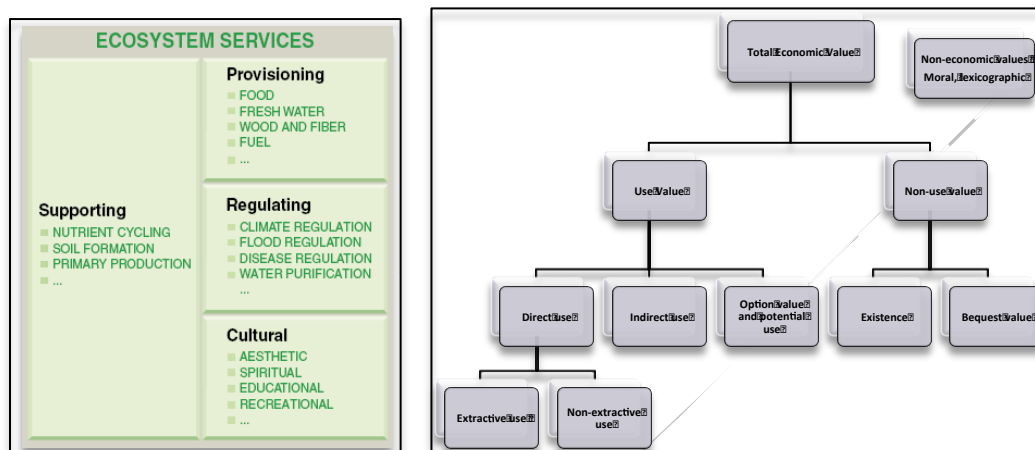 ECOSYSTEM SERVICES
Supporting
NUTRIENT CYCLING
SOIL FORMATION
PRIMARY PRODUCTION
...
Provisioning
FOOD
FRESH WATER
WOOD AND FIBER
FUEL
...
Regulating
CLIMATE REGULATION
FLOOD REGULATION
DISEASE REGULATION
WATER PURIFICATION
...
Cultural
AESTHETIC
SPIRITUAL
EDUCATIONAL
RECREATIONAL
...
Total Economic Value
Non-economic values
Moral, lexicographic
Use Value
Non-use value
Direct use
Indirect use
Option value
and potential
use
Existence
Bequest value
Extractive use
Non-extractive
use